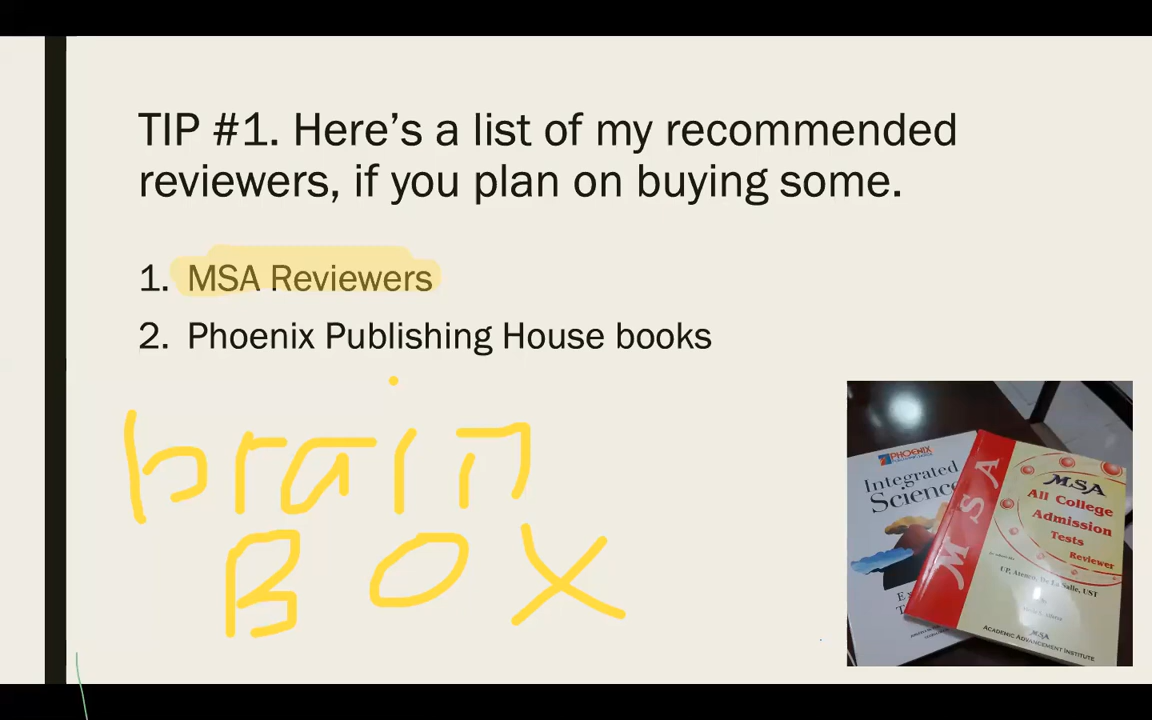 TIP #1. Here's a list of my recommended
reviewers, if you plan on buying some.
1. MSA Reviewers
2. Phoenix Publishing House books
brain
BOX
PHOENIX
Integrated
Science
MSA
MSA
All College
Admission
Tests
Reviewer
UP, Ateneo, De La Salle, UST
MSA
ACADEMIC ADVANCEMENT INSTITUTE